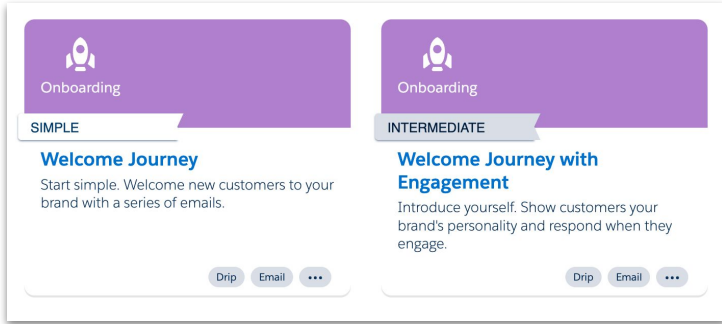 Onboarding
SIMPLE
Welcome Journey
Start simple. Welcome new customers to your
brand with a series of emails.
Drip Email •••
Onboarding
INTERMEDIATE
Welcome Journey with
Engagement
Introduce yourself. Show customers your
brand's personality and respond when they
engage.
Drip Email •••